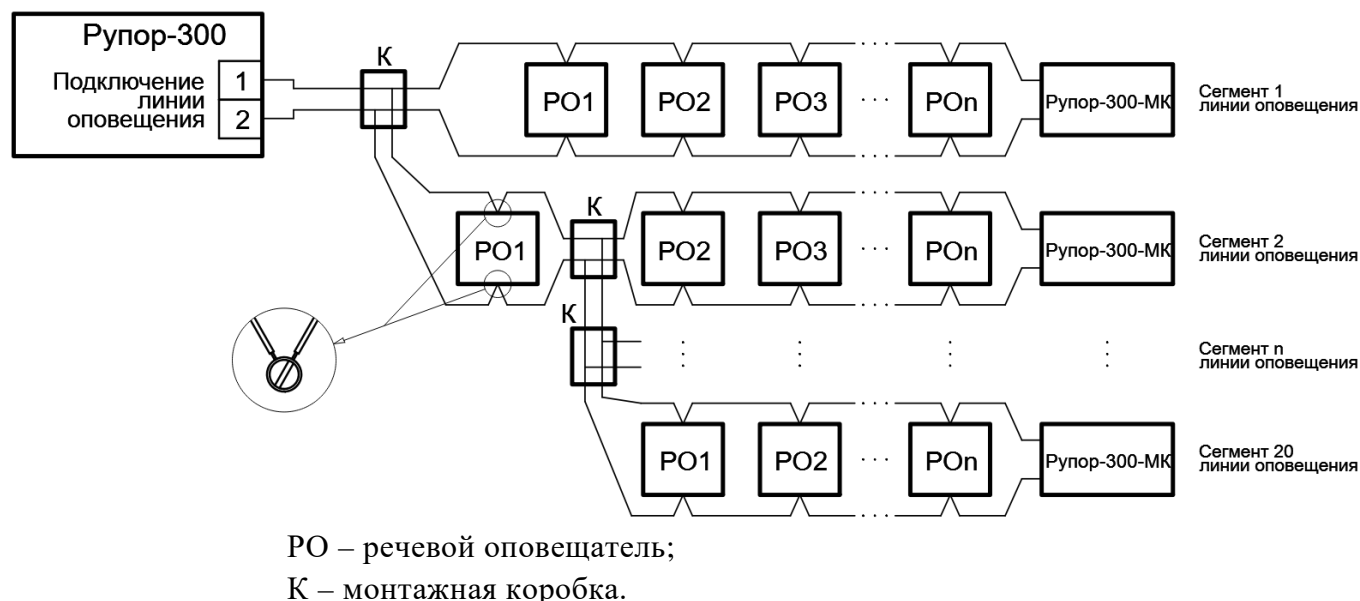 Рупор-300
Подключение
линии
оповещения
1
2
К
РО1 РО2 РО3 · · · РОn Рупор-300-МК
Сегмент 1
линии оповещения
РО1 К РО2 РО3 · · · РОn Рупор-300-МК
Сегмент 2
линии оповещения
К
Сегмент n
линии оповещения
РО1 РО2 · · · РОn Рупор-300-МК
Сегмент 20
линии оповещения
РО – речевой оповещатель;
К – монтажная коробка.